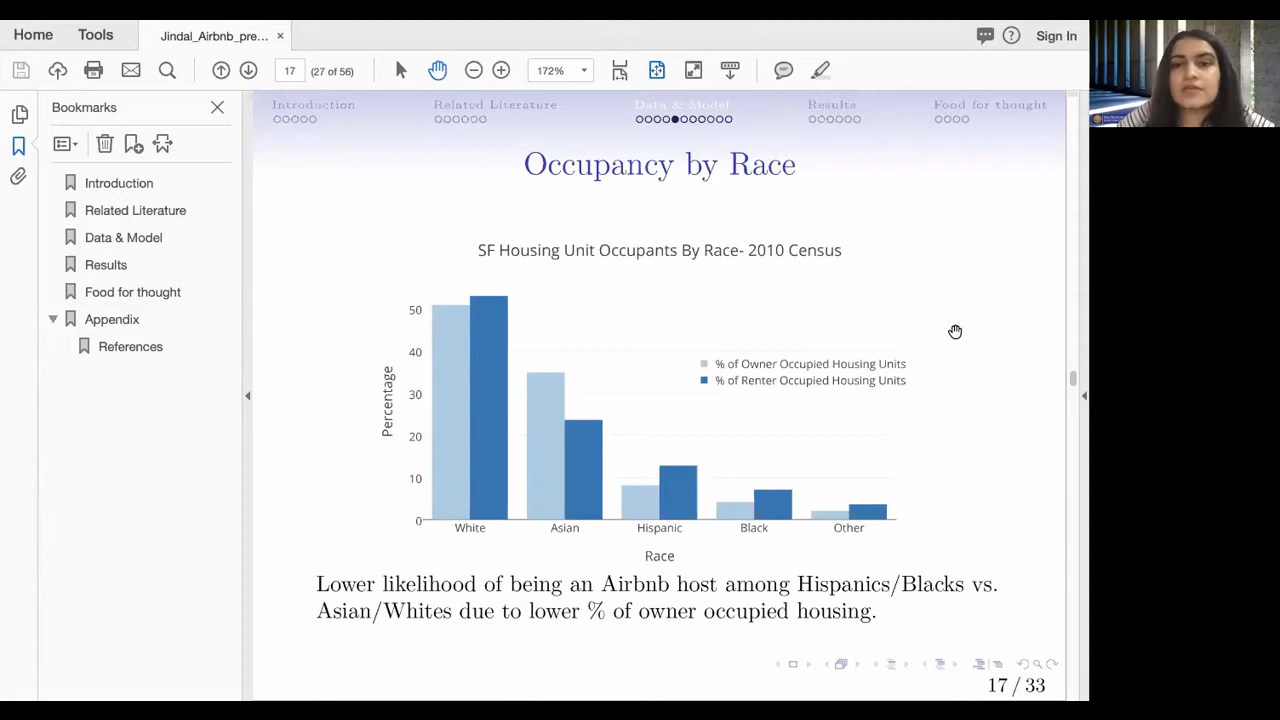 Home
Tools
Jindal_Airbnb_pre...
Sign In
17
(27 of 56)
172%
Bookmarks
Introduction
Related Literature
Data & Model
Results
Food for thought
Appendix
References
Introduction
Related Literature
Data & Model
Results
Food for thought
Occupancy by Race
SF Housing Unit Occupants By Race- 2010 Census
Percentage
50
40
30
20
10
0
% of Owner Occupied Housing Units
% of Renter Occupied Housing Units
White
Asian
Hispanic
Black
Other
Race
Lower likelihood of being an Airbnb host among Hispanics/Blacks vs.
Asian/Whites due to lower % of owner occupied housing.
17 / 33